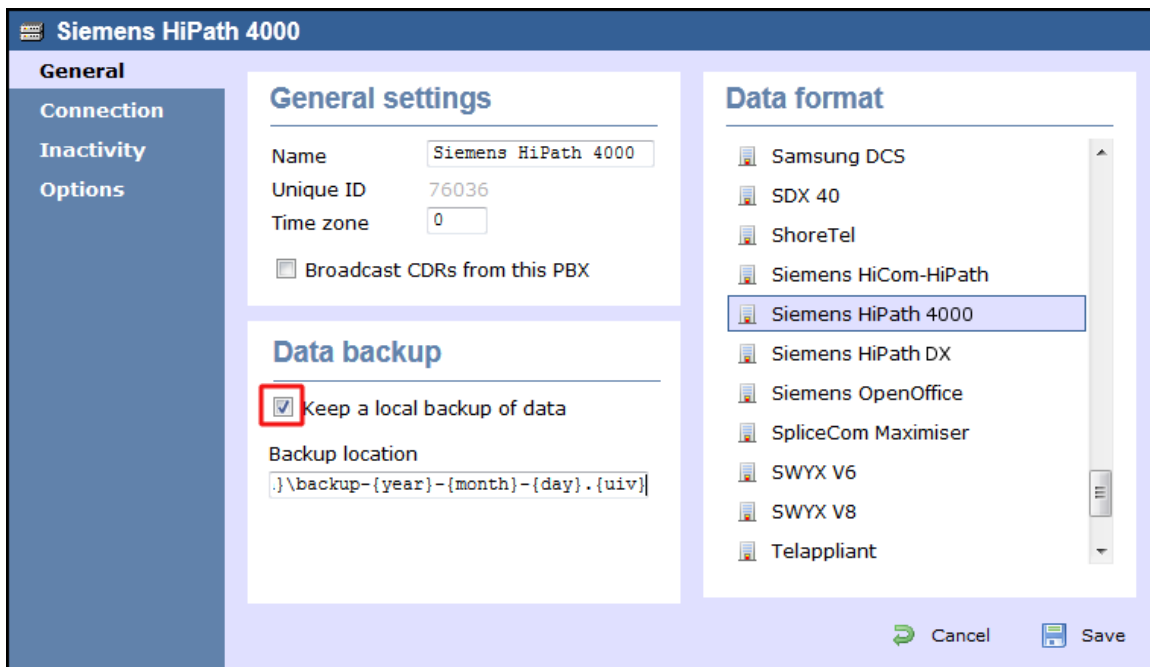 Siemens HiPath 4000
General
Connection
Inactivity
Options
General settings
Name Siemens HiPath 4000
Unique ID 76036
Time zone 0
Broadcast CDRs from this PBX
Data backup
Keep a local backup of data
Backup location
.}\backup-{year}-{month}-{day}.{uiv}
Data format
Samsung DCS
SDX 40
ShoreTel
Siemens HiCom-HiPath
Siemens HiPath 4000
Siemens HiPath DX
Siemens OpenOffice
SpliceCom Maximiser
SWYX V6
SWYX V8
Telappliant
Cancel Save